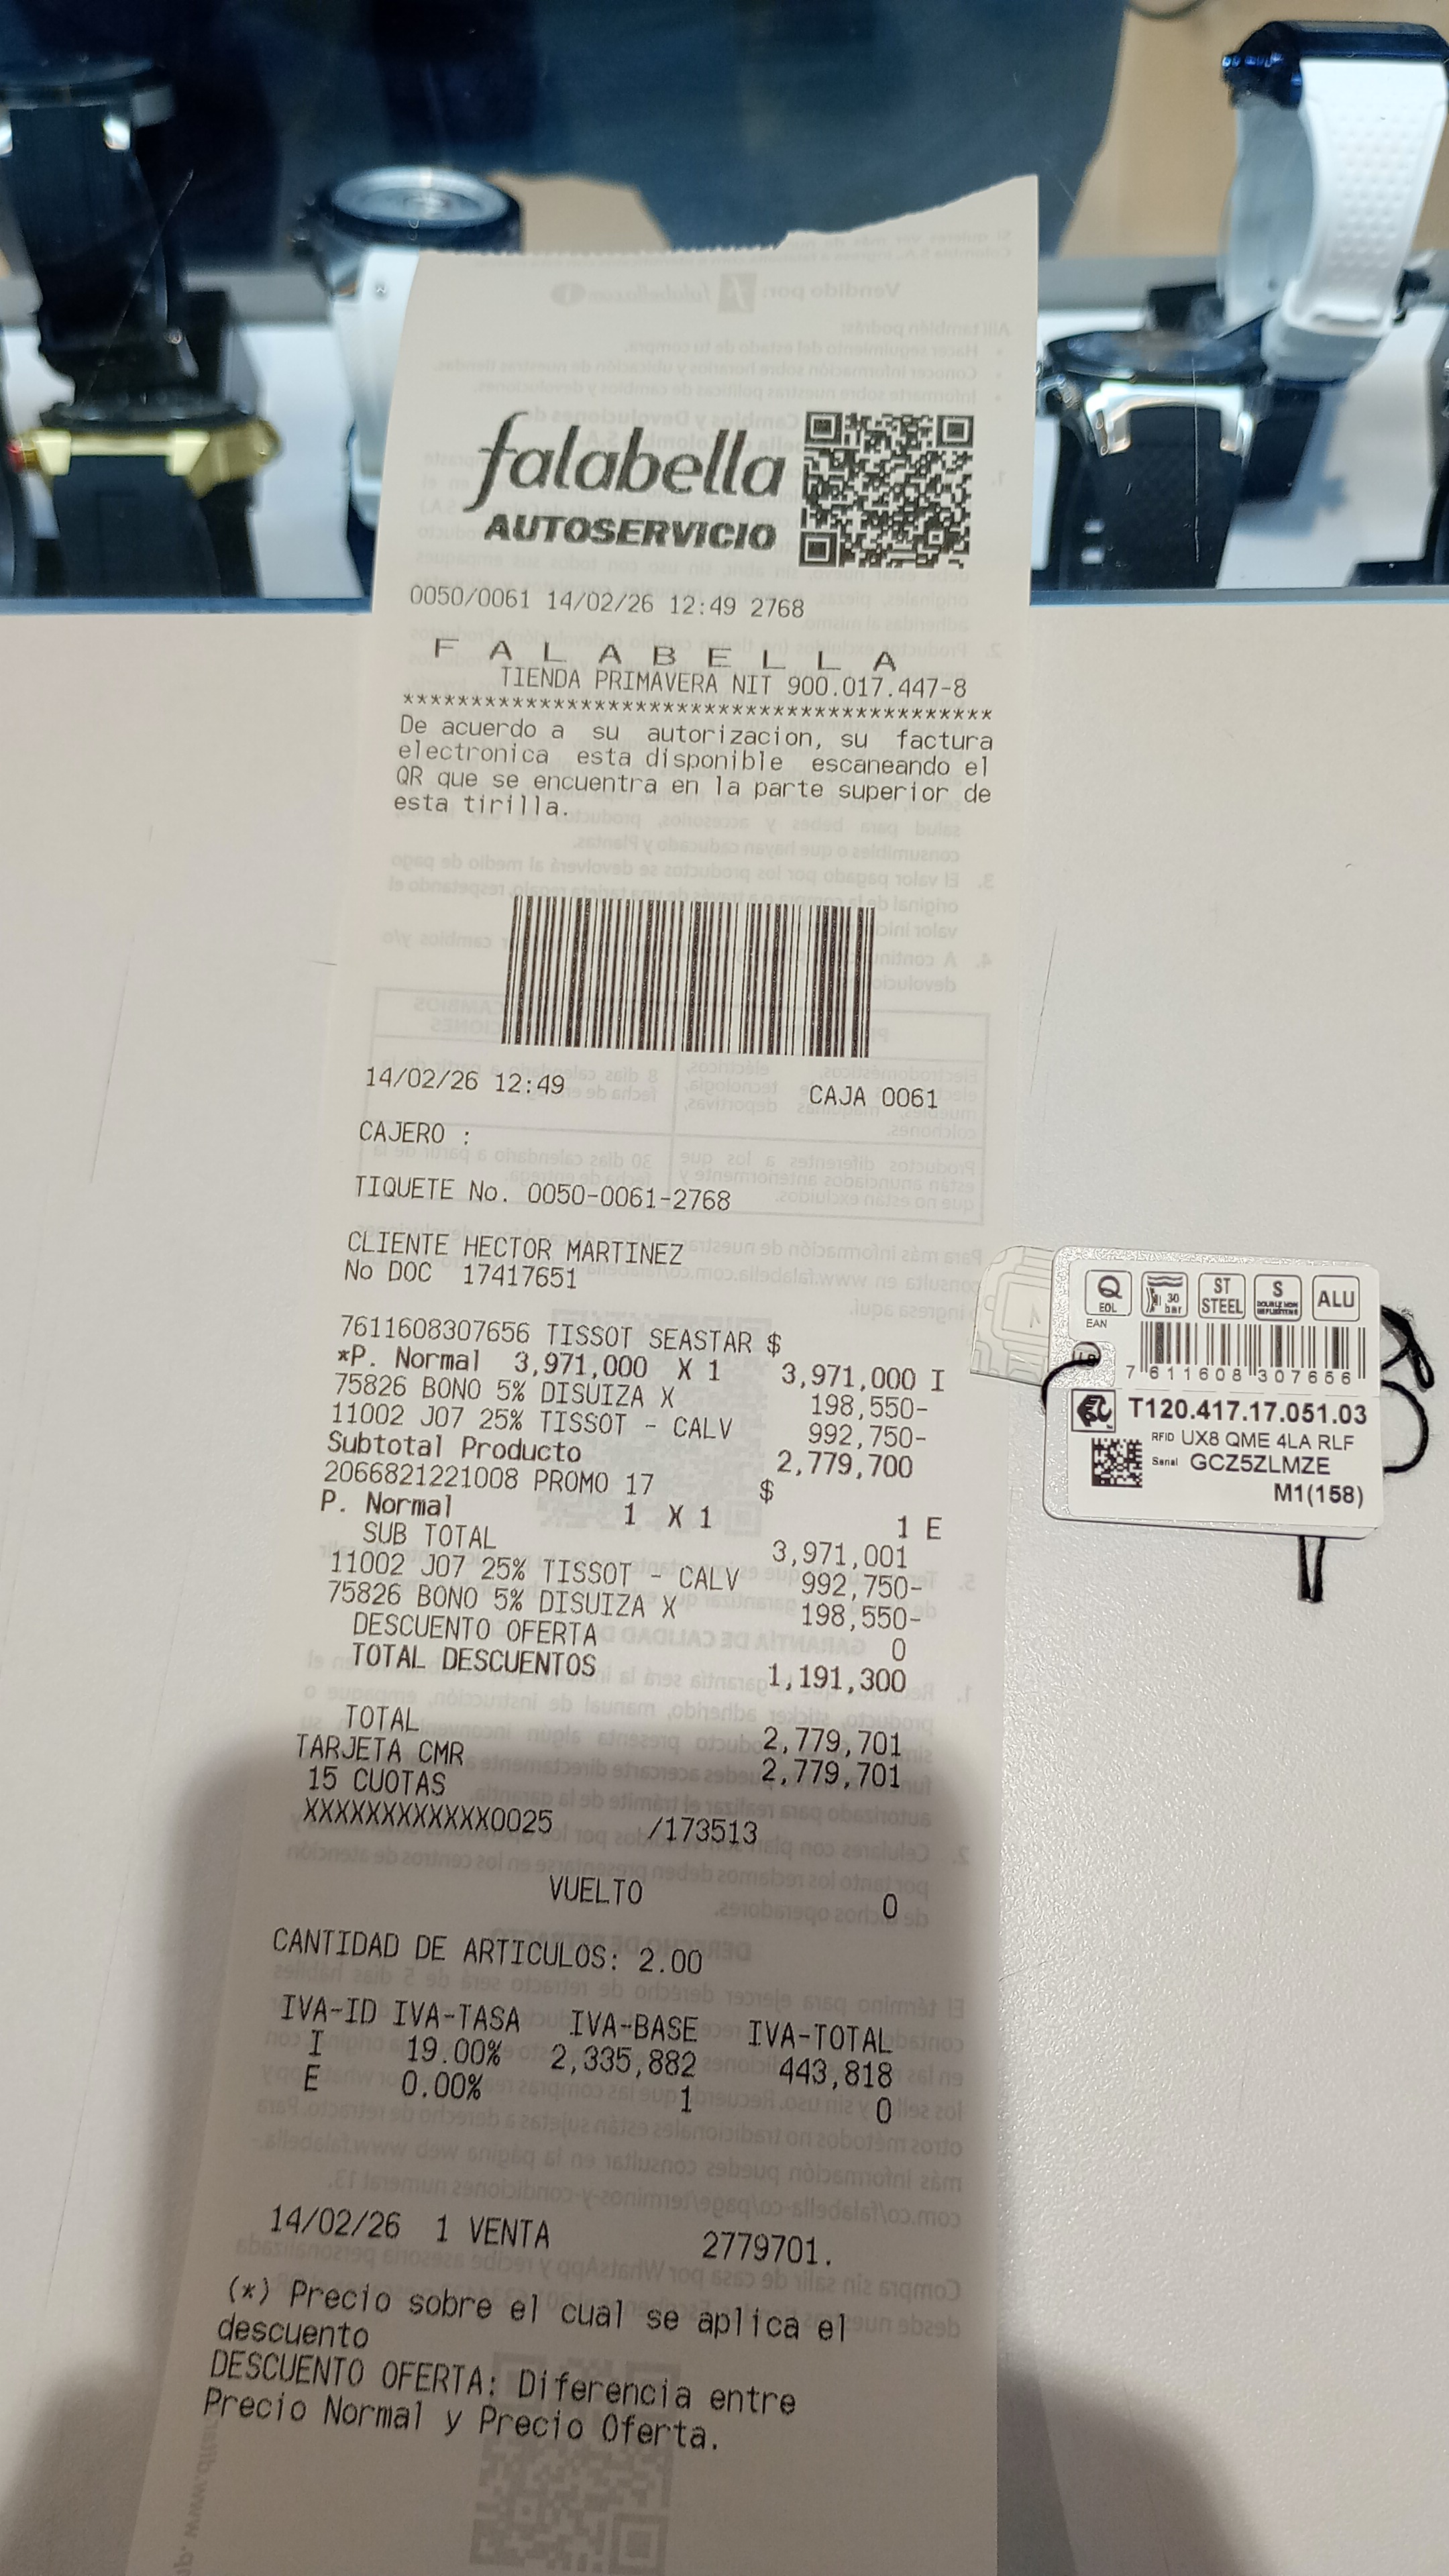 falabella
AUTOSERVICIO
0050/0061 14/02/26 12:49 2768
F A L A B E L L A
TIENDA PRIMAVERA NIT 900.017.447-8
******************************************
De acuerdo a su autorizacion, su factura
electronica esta disponible escaneando el
QR que se encuentra en la parte superior de
esta tirilla.
14/02/26 12:49 CAJA 0061
CAJERO :
TIQUETE No. 0050-0061-2768
CLIENTE HECTOR MARTINEZ
No DOC 17417651
7611608307656 TISSOT SEASTAR $
*P. Normal 3,971,000 X 1 3,971,000 I
75826 BONO 5% DISUIZA X 198,550-
11002 J07 25% TISSOT - CALV 992,750-
Subtotal Producto 2,779,700
2066821221008 PROMO 17 $
P. Normal 1 X 1 1 E
SUB TOTAL 3,971,001
11002 J07 25% TISSOT - CALV 992,750-
75826 BONO 5% DISUIZA X 198,550-
DESCUENTO OFERTA 0
TOTAL DESCUENTOS 1,191,300
TOTAL 2,779,701
TARJETA CMR 2,779,701
15 CUOTAS
XXXXXXXXXXXX0025 /173513
VUELTO 0
CANTIDAD DE ARTICULOS: 2.00
IVA-ID IVA-TASA IVA-BASE IVA-TOTAL
I 19.00% 2,335,882 443,818
E 0.00% 1 0
14/02/26 1 VENTA 2779701.
(*) Precio sobre el cual se aplica el
descuento
DESCUENTO OFERTA: Diferencia entre
Precio Normal y Precio Oferta.
Q EOL
30 bar
ST STEEL
S
ALU
EAN
7 611608 307656
T120.417.17.051.03
RFID UX8 QME 4LA RLF
Serial GCZ5ZLMZE
M1(158)